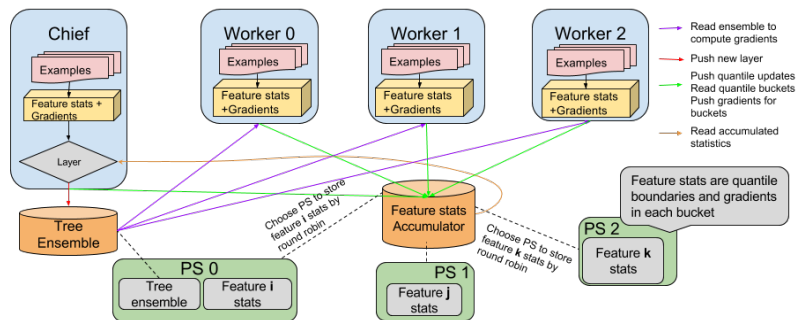 Chief
Examples
Feature stats +
Gradients
Layer
Tree
Ensemble
Worker 0
Examples
Feature stats
+Gradients
Worker 1
Examples
Feature stats
+Gradients
Worker 2
Examples
Feature stats
+Gradients
Read ensemble to
compute gradients
Push new layer
Push quantile updates
Read quantile buckets
Push gradients for
buckets
Read accumulated
statistics
Choose PS to store
feature i stats by
round robin
Feature stats
Accumulator
Choose PS to store
feature k stats by
round robin
Feature stats are quantile
boundaries and gradients
in each bucket
PS 0
Tree
ensemble
Feature i
stats
PS 1
Feature j
stats
PS 2
Feature k
stats